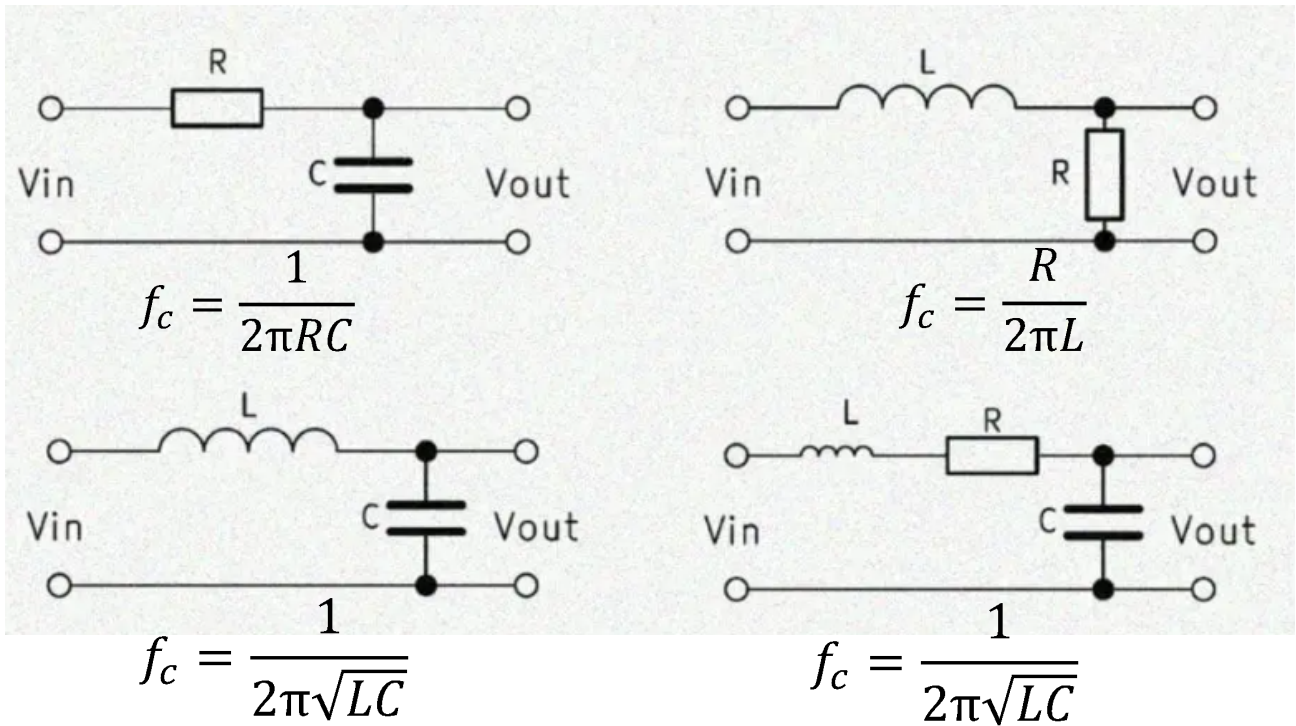 R
C
Vin
Vout
f_c = 1/(2πRC)
L
R
Vin
Vout
f_c = R/(2πL)
L
C
Vin
Vout
f_c = 1/(2π√LC)
L
R
C
Vin
Vout
f_c = 1/(2π√LC)